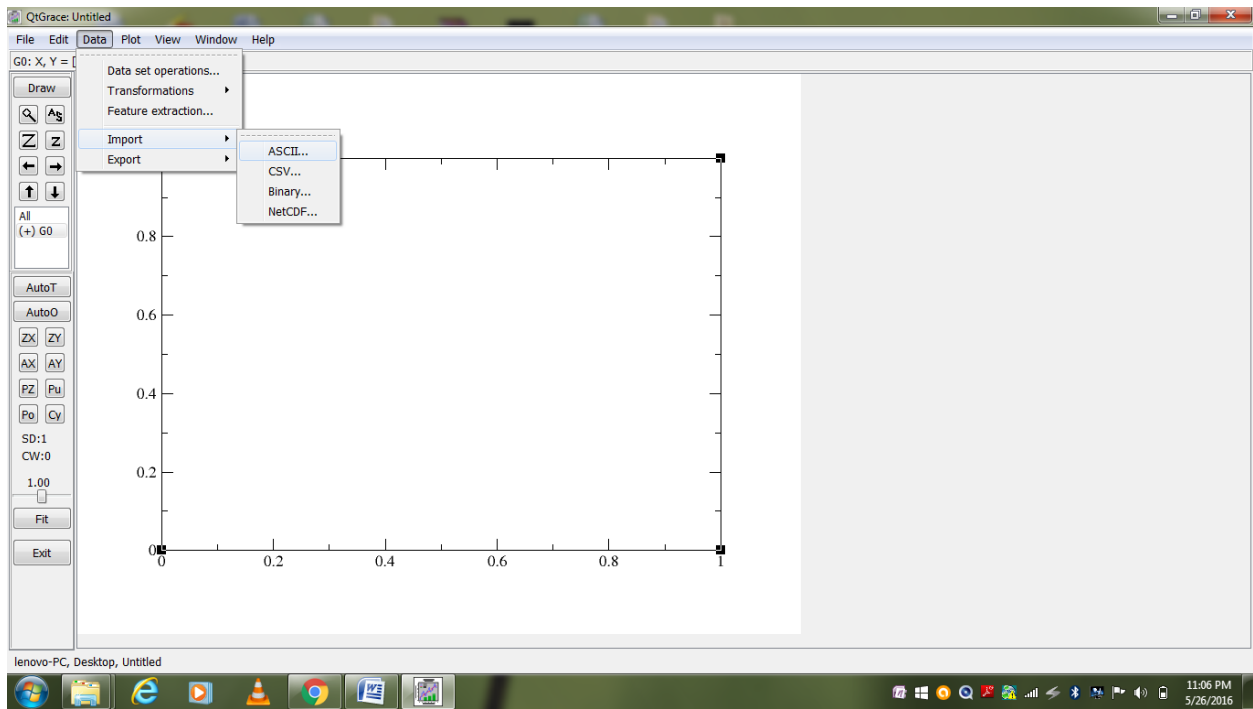 QtGrace: Untitled
File Edit Data Plot View Window Help
G0: X, Y = [
Data set operations...
Transformations
Feature extraction...
Import
Export
ASCII...
CSV...
Binary...
NetCDF...
Draw
AS
Z z
All
(+) G0
AutoT
AutoO
ZX ZY
AX AY
PZ Pu
Po Cy
SD:1
CW:0
1.00
Fit
Exit
0.8
0.6
0.4
0.2
0
0 0.2 0.4 0.6 0.8 1
lenovo-PC, Desktop, Untitled
11:06 PM
5/26/2016